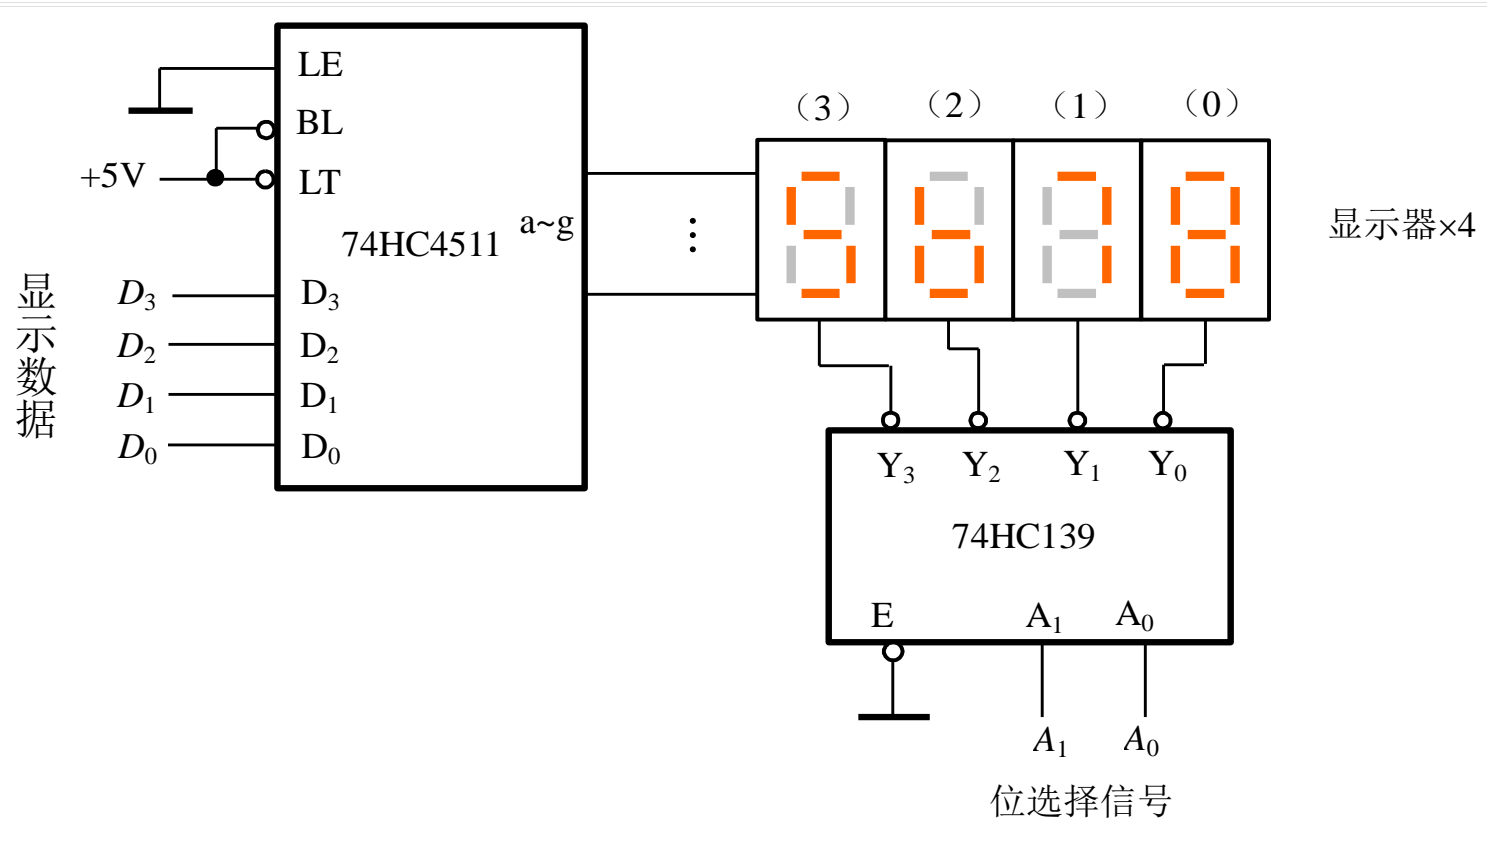 LE
BL
+5V
LT
a~g
74HC4511
显示数据
D₃ D₃
D₂ D₂
D₁ D₁
D₀ D₀
(3) (2) (1) (0)
5678
显示器×4
Y₃ Y₂ Y₁ Y₀
74HC139
E A₁ A₀
A₁ A₀
位选择信号